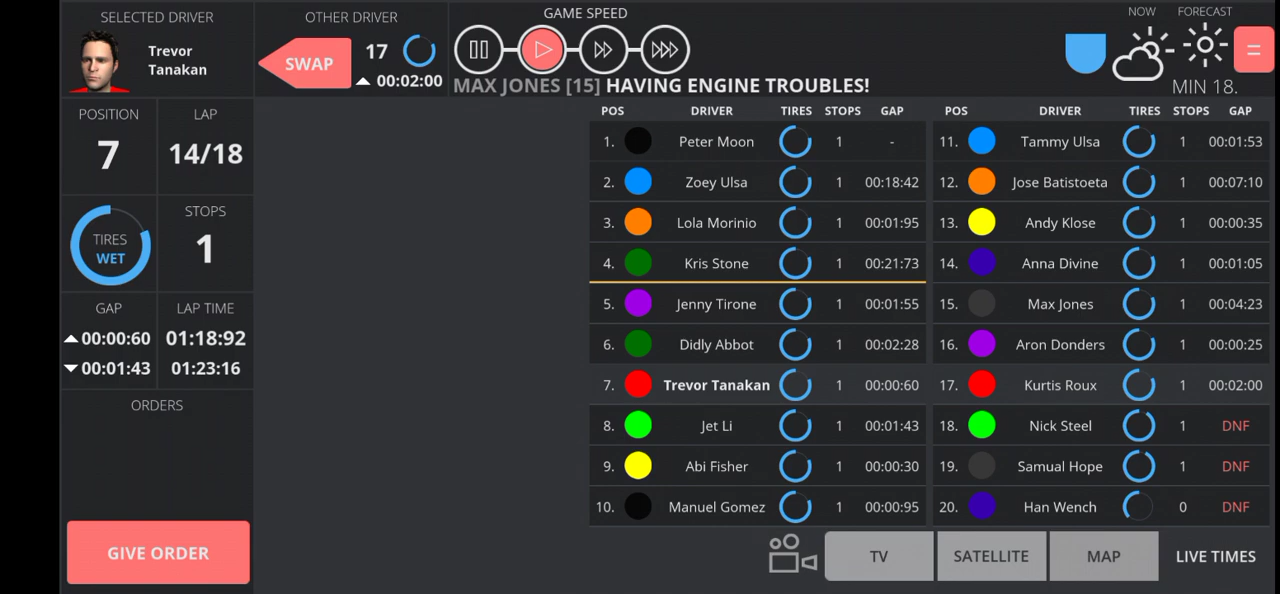 SELECTED DRIVER
Trevor
Tanakan
OTHER DRIVER
SWAP
17
00:02:00
GAME SPEED
MAX JONES [15] HAVING ENGINE TROUBLES!
NOW
FORECAST
MIN 18.
POSITION
7
LAP
14/18
TIRES
WET
STOPS
1
GAP
00:00:60
00:01:43
LAP TIME
01:18:92
01:23:16
ORDERS
GIVE ORDER
POS DRIVER TIRES STOPS GAP
1. Peter Moon 1 -
2. Zoey Ulsa 1 00:18:42
3. Lola Morinio 1 00:01:95
4. Kris Stone 1 00:21:73
5. Jenny Tirone 1 00:01:55
6. Didly Abbot 1 00:02:28
7. Trevor Tanakan 1 00:00:60
8. Jet Li 1 00:01:43
9. Abi Fisher 1 00:00:30
10. Manuel Gomez 1 00:00:95
POS DRIVER TIRES STOPS GAP
11. Tammy Ulsa 1 00:01:53
12. Jose Batistoeta 1 00:07:10
13. Andy Klose 1 00:00:35
14. Anna Divine 1 00:01:05
15. Max Jones 1 00:04:23
16. Aron Donders 1 00:00:25
17. Kurtis Roux 1 00:02:00
18. Nick Steel 1 DNF
19. Samual Hope 1 DNF
20. Han Wench 0 DNF
TV
SATELLITE
MAP
LIVE TIMES